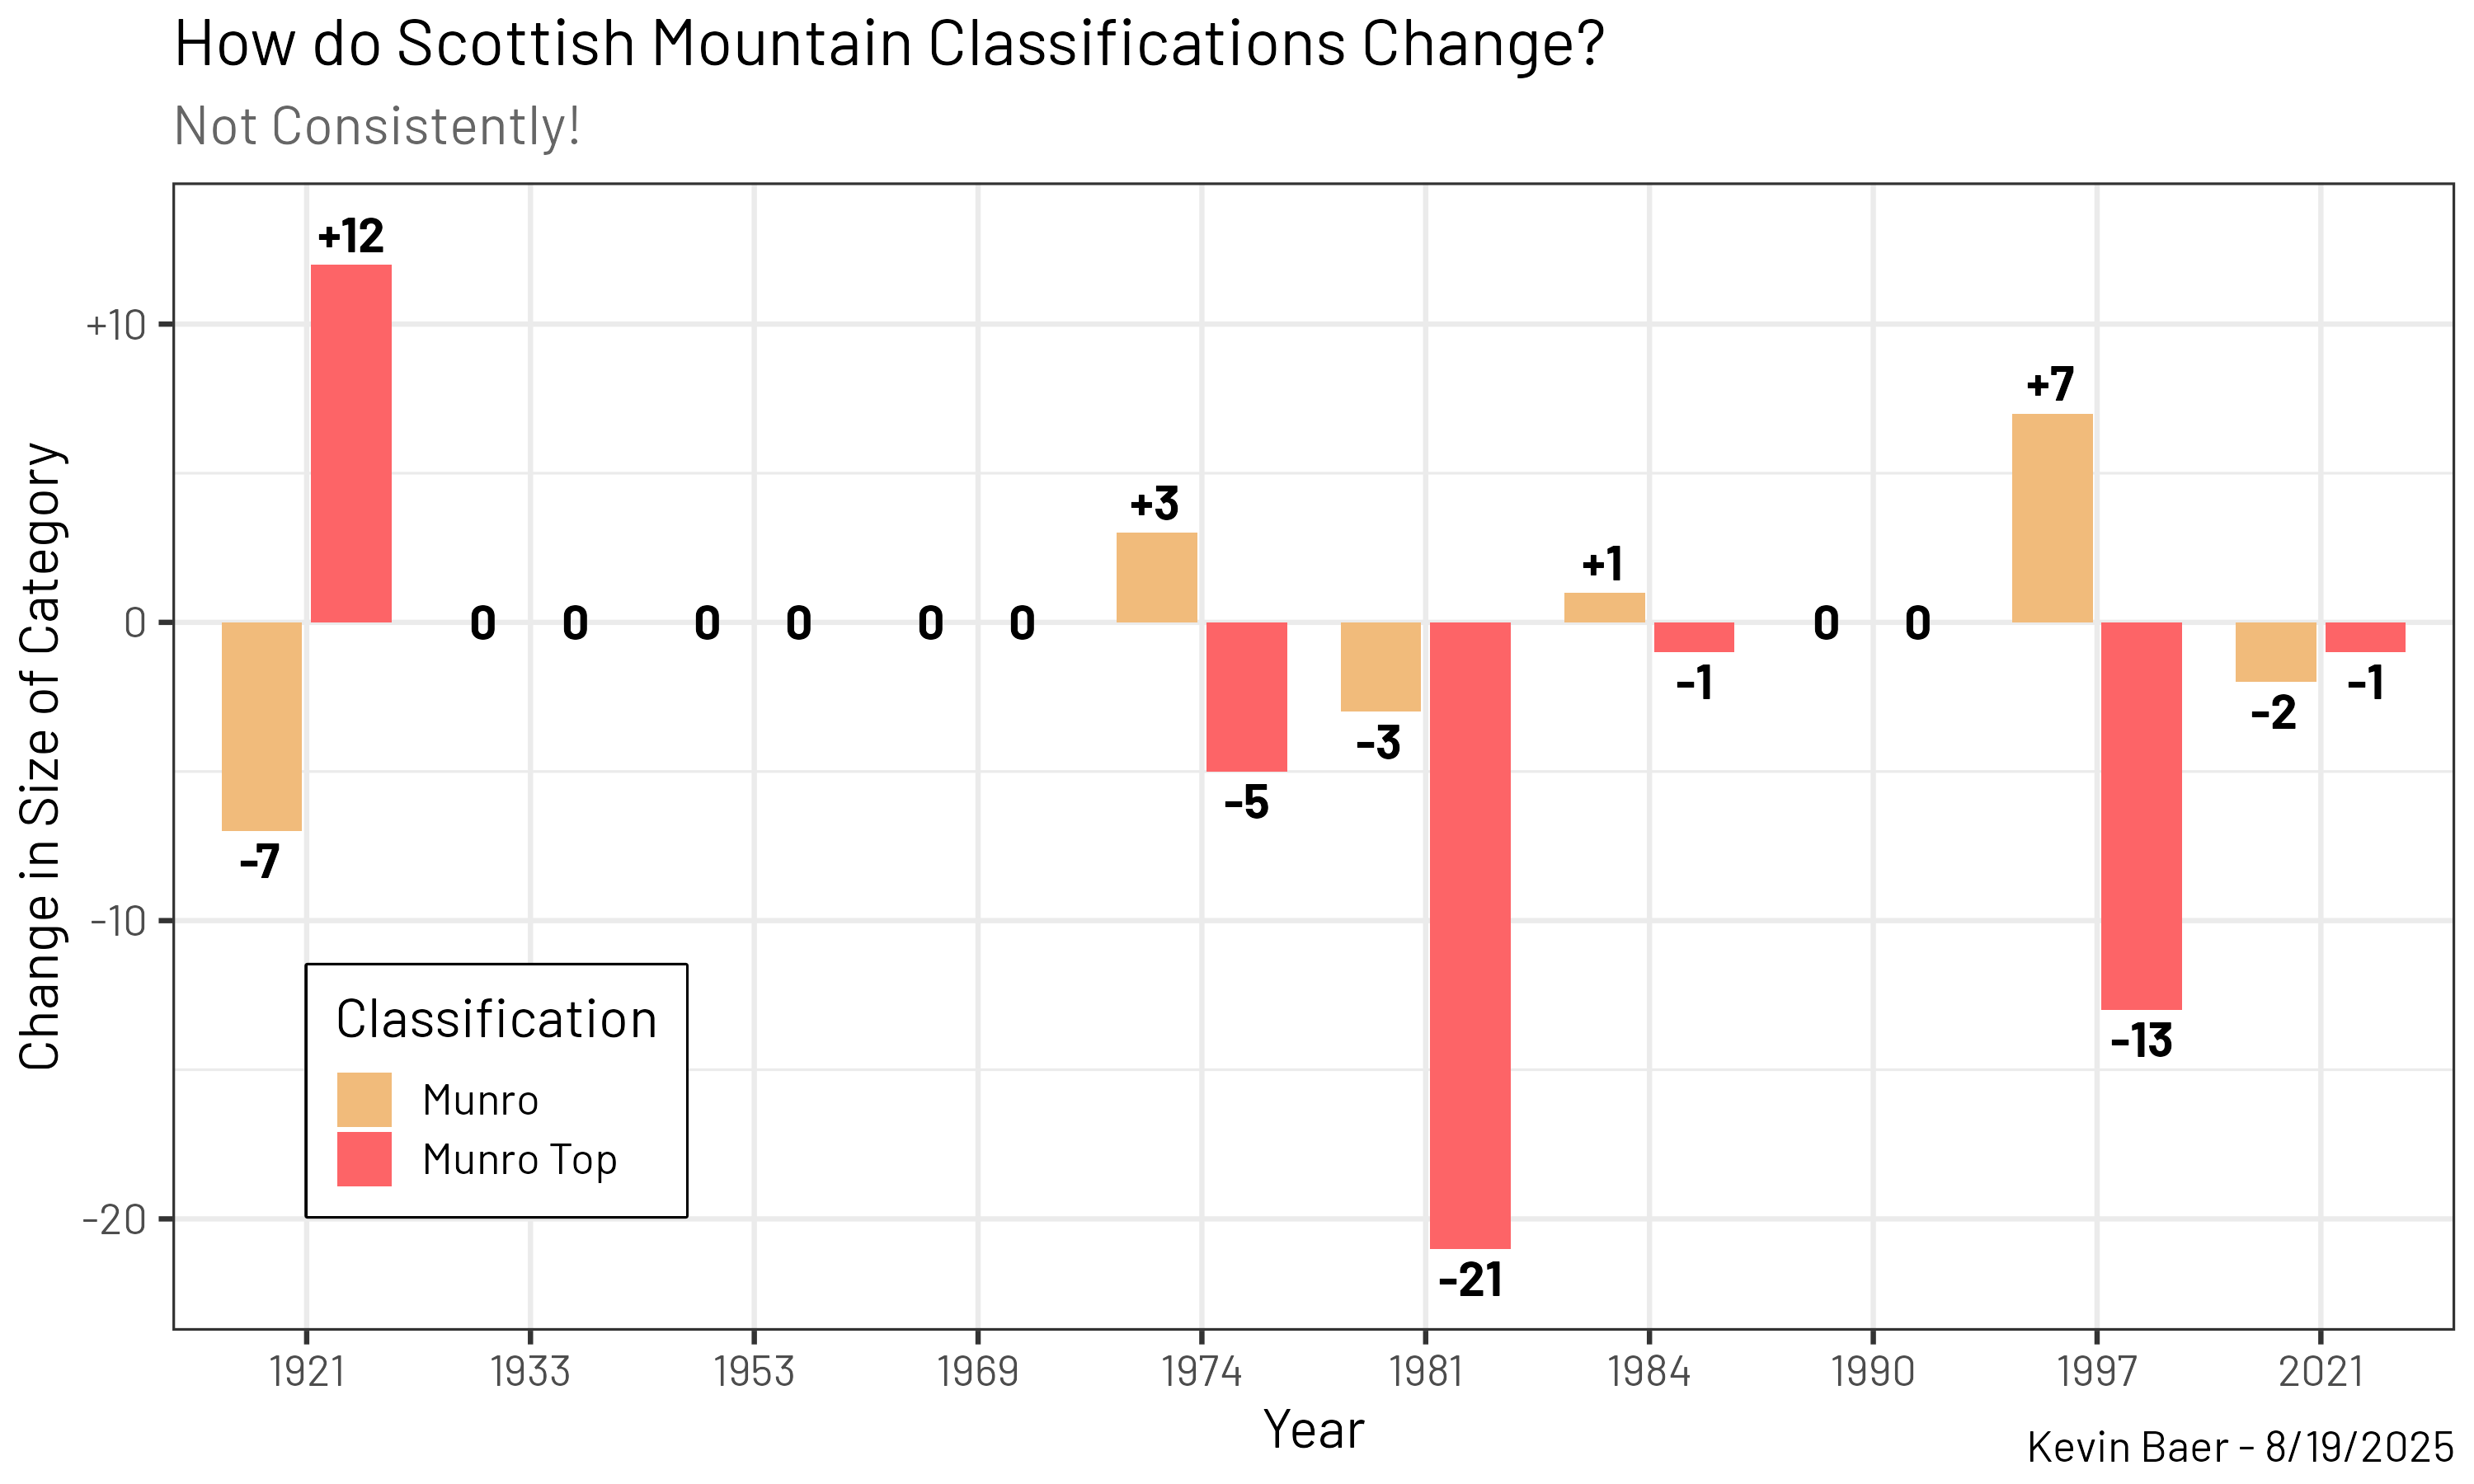 How do Scottish Mountain Classifications Change?
Not Consistently!
Change in Size of Category
+10
0
-10
-20
-7
+12
0
0
0
0
0
0
+3
-5
-3
-21
+1
-1
0
0
+7
-13
-2
-1
Classification
Munro
Munro Top
1921 1933 1953 1969 1974 1981 1984 1990 1997 2021
Year
Kevin Baer - 8/19/2025